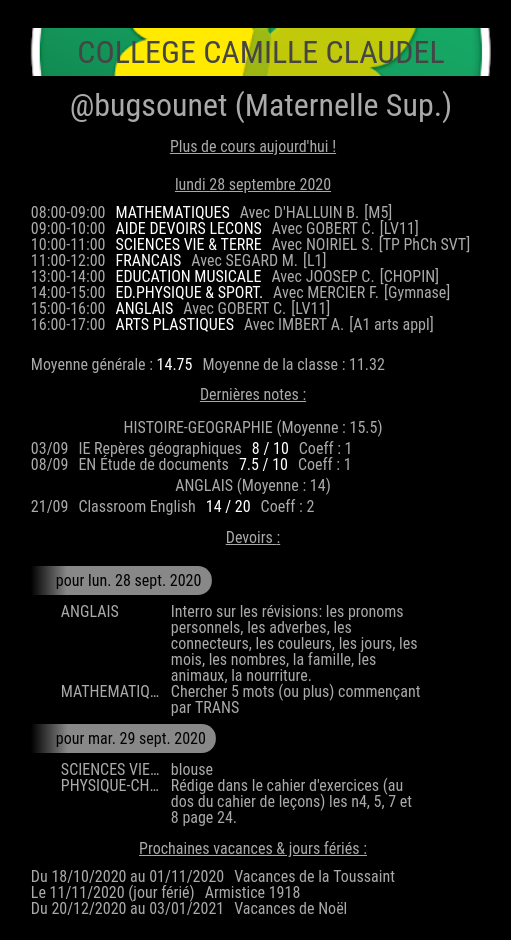 COLLEGE CAMILLE CLAUDEL
@bugsounet (Maternelle Sup.)
Plus de cours aujourd'hui !
lundi 28 septembre 2020
08:00-09:00 MATHEMATIQUES Avec D'HALLUIN B. [M5]
09:00-10:00 AIDE DEVOIRS LECONS Avec GOBERT C. [LV11]
10:00-11:00 SCIENCES VIE & TERRE Avec NOIRIEL S. [TP PhCh SVT]
11:00-12:00 FRANCAIS Avec SEGARD M. [L1]
13:00-14:00 EDUCATION MUSICALE Avec JOOSEP C. [CHOPIN]
14:00-15:00 ED.PHYSIQUE & SPORT. Avec MERCIER F. [Gymnase]
15:00-16:00 ANGLAIS Avec GOBERT C. [LV11]
16:00-17:00 ARTS PLASTIQUES Avec IMBERT A. [A1 arts appl]
Moyenne générale : 14.75 Moyenne de la classe : 11.32
Dernières notes :
HISTOIRE-GEOGRAPHIE (Moyenne : 15.5)
03/09 IE Repères géographiques 8 / 10 Coeff : 1
08/09 EN Étude de documents 7.5 / 10 Coeff : 1
ANGLAIS (Moyenne : 14)
21/09 Classroom English 14 / 20 Coeff : 2
Devoirs :
pour lun. 28 sept. 2020
ANGLAIS Interro sur les révisions: les pronoms
personnels, les adverbes, les
connecteurs, les couleurs, les jours, les
mois, les nombres, la famille, les
animaux, la nourriture.
MATHEMATIQ... Chercher 5 mots (ou plus) commençant
par TRANS
pour mar. 29 sept. 2020
SCIENCES VIE... blouse
PHYSIQUE-CH... Rédige dans le cahier d'exercices (au
dos du cahier de leçons) les n4, 5, 7 et
8 page 24.
Prochaines vacances & jours fériés :
Du 18/10/2020 au 01/11/2020 Vacances de la Toussaint
Le 11/11/2020 (jour férié) Armistice 1918
Du 20/12/2020 au 03/01/2021 Vacances de Noël